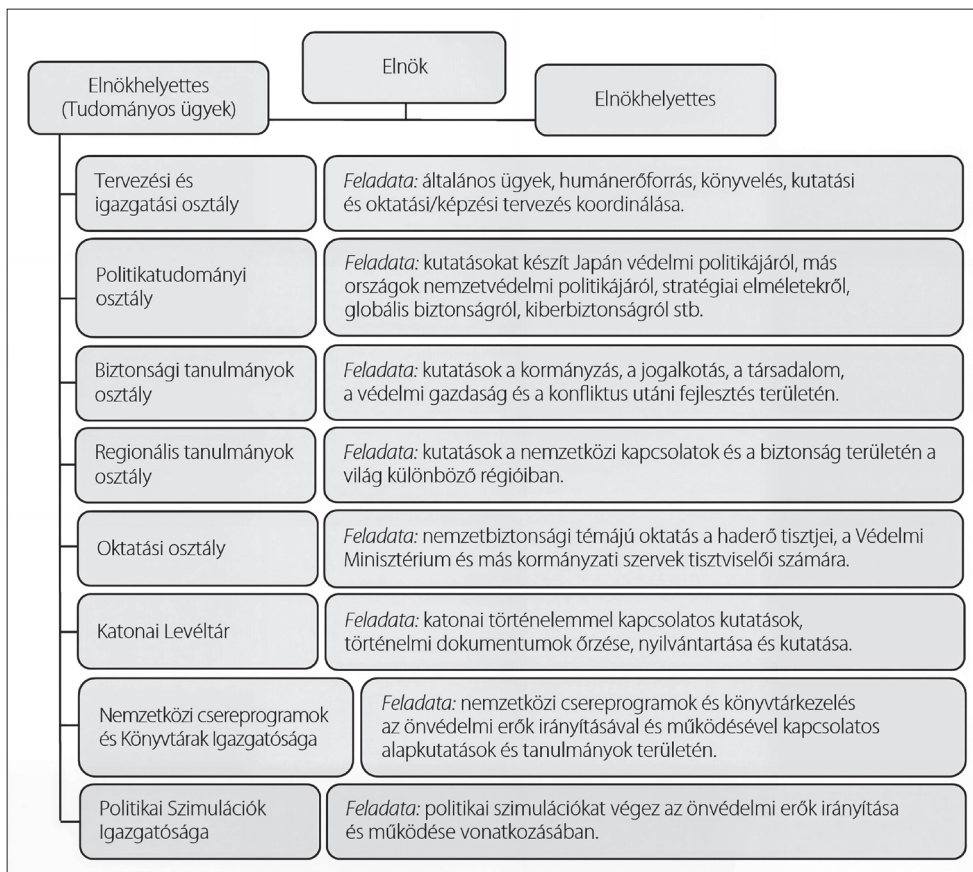 Elnök
Elnökhelyettes
(Tudományos ügyek)
Elnökhelyettes
Tervezési és
igazgatási osztály
Feladata: általános ügyek, humánerőforrás, könyvelés, kutatási
és oktatási/képzési tervezés koordinálása.
Politikatudományi
osztály
Feladata: kutatásokat készít Japán védelmi politikájáról, más
országok nemzetvédelmi politikájáról, stratégiai elméletekről,
globális biztonságról, kiberbiztonságról stb.
Biztonsági tanulmányok
osztály
Feladata: kutatások a kormányzás, a jogalkotás, a társadalom,
a védelmi gazdaság és a konfliktus utáni fejlesztés területén.
Regionális tanulmányok
osztály
Feladata: kutatások a nemzetközi kapcsolatok és a biztonság területén a
világ különböző régióiban.
Oktatási osztály
Feladata: nemzetbiztonsági témájú oktatás a haderő tisztjei, a Védelmi
Minisztérium és más kormányzati szervek tisztviselői számára.
Katonai Levéltár
Feladata: katonai történelemmel kapcsolatos kutatások,
történelmi dokumentumok őrzése, nyilvántartása és kutatása.
Nemzetközi csereprogramok
és Könyvtárak Igazgatósága
Feladata: nemzetközi csereprogramok és könyvtárkezelés
az önvédelmi erők irányításával és működésével kapcsolatos
alapkutatások és tanulmányok területén.
Politikai Szimulációk
Igazgatósága
Feladata: politikai szimulációkat végez az önvédelmi erők irányítása
és működése vonatkozásában.